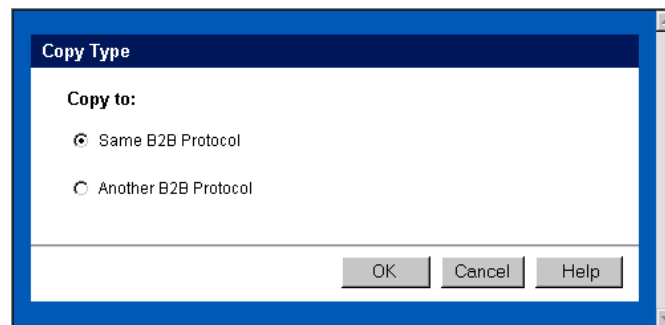 Copy Type
Copy to:
Same B2B Protocol
Another B2B Protocol
OK Cancel Help